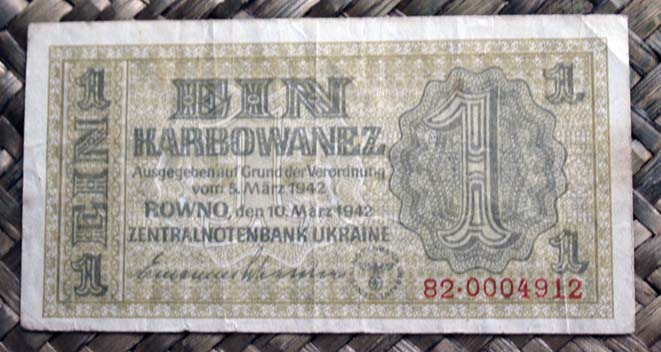 1
EIN
1
EIN
KARBOWANEZ
Ausgegeben auf Grund der Verordnung
vom 5. März 1942
ROWNO, den 10. März 1942
ZENTRALNOTENBANK UKRAINE
1
1
1
82·0004912